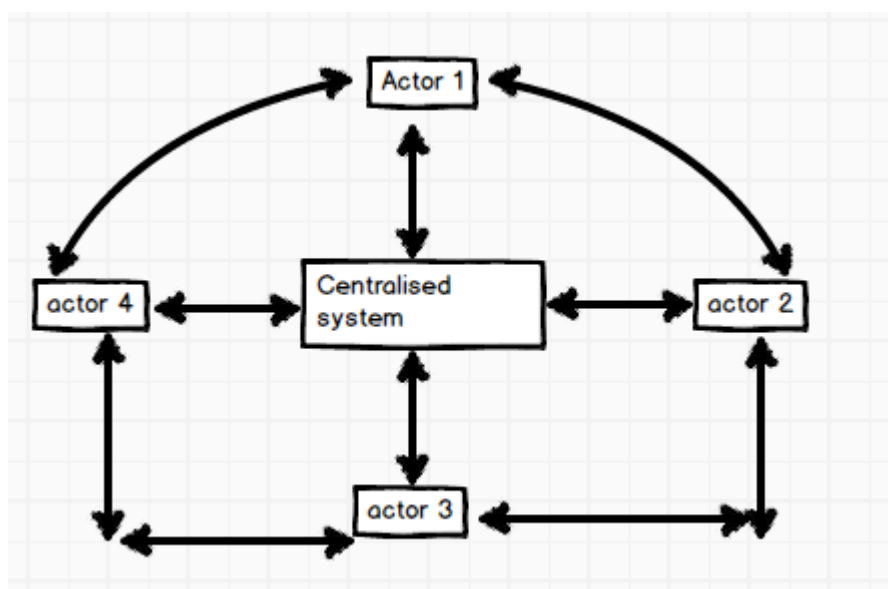 Actor 1
actor 4
Centralised
system
actor 2
actor 3